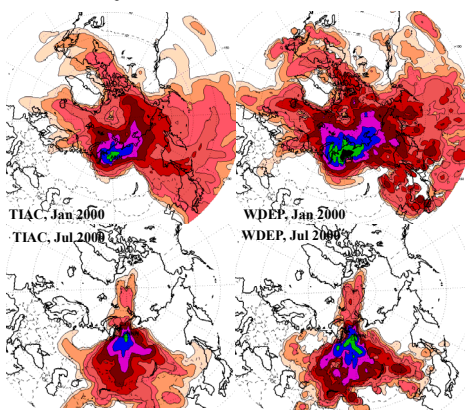 TIAC, Jan 2000
WDEP, Jan 2000
TIAC, Jul 2000
WDEP, Jul 2000